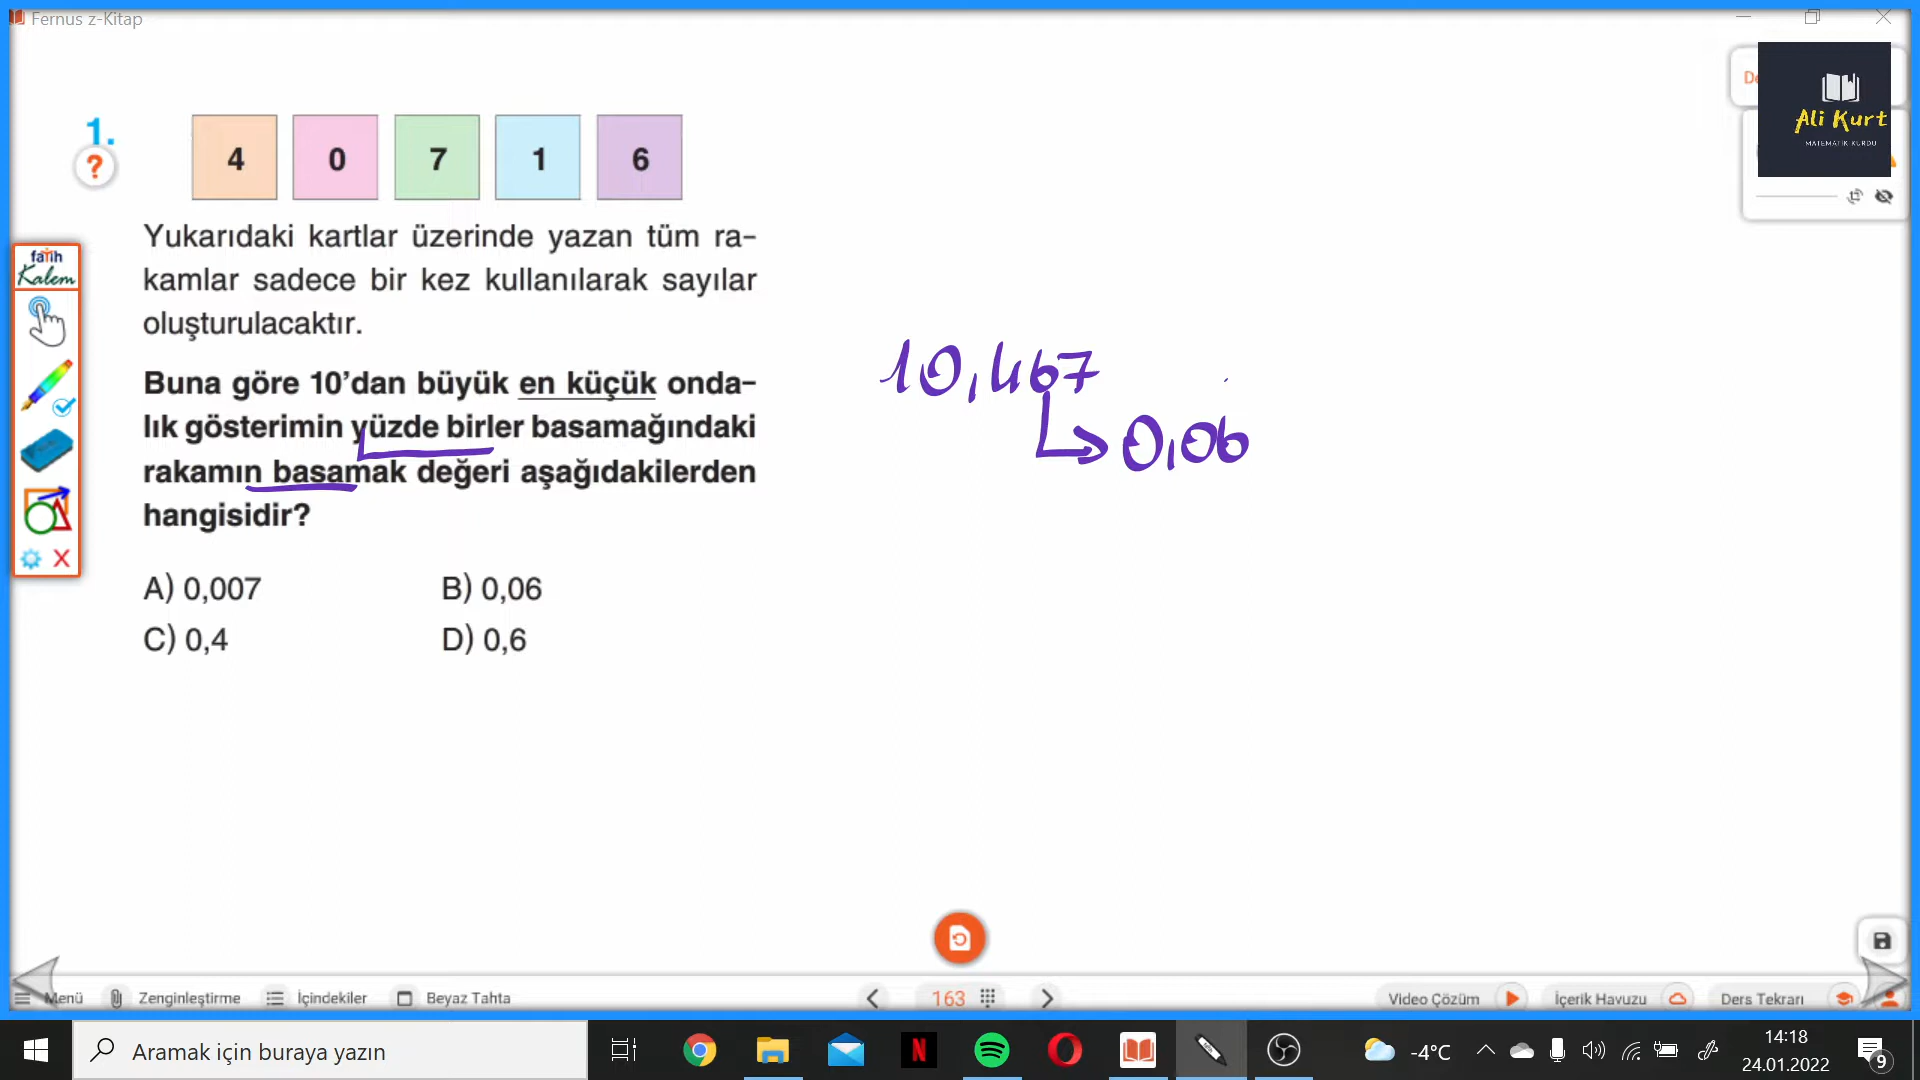 Fernus z-Kitap
De
Ali Kurt
MATEMATİK KURDU
1.
?
4 0 7 1 6
Yukarıdaki kartlar üzerinde yazan tüm ra-
kamlar sadece bir kez kullanılarak sayılar
oluşturulacaktır.
Buna göre 10'dan büyük en küçük onda-
lık gösterimin yüzde birler basamağındaki
rakamın basamak değeri aşağıdakilerden
hangisidir?
A) 0,007 B) 0,06
C) 0,4 D) 0,6
10,467
0,06
fatih
Kalem
Menü Zenginleştirme İçindekiler Beyaz Tahta 163 Video Çözüm İçerik Havuzu Ders Tekrarı
Aramak için buraya yazın
-4°C
14:18
24.01.2022
9